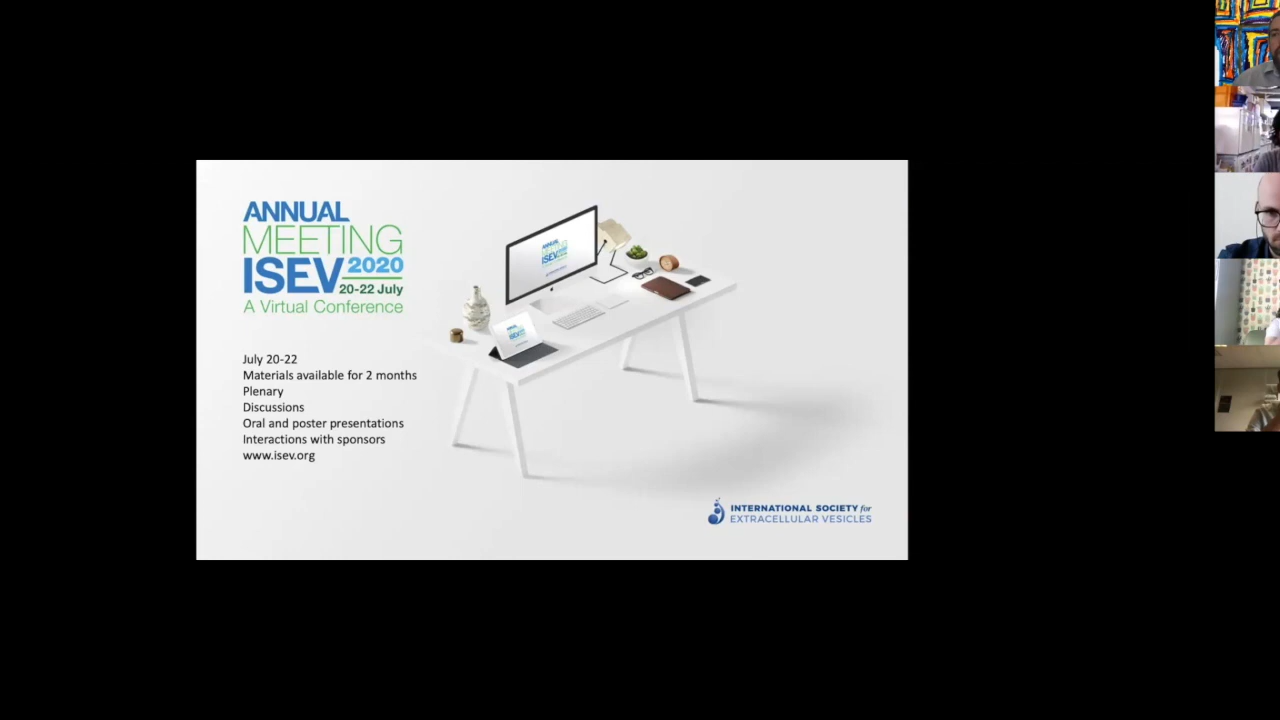 ANNUAL
MEETING
ISEV 2020
20-22 July
A Virtual Conference
July 20-22
Materials available for 2 months
Plenary
Discussions
Oral and poster presentations
Interactions with sponsors
www.isev.org
INTERNATIONAL SOCIETY for
EXTRACELLULAR VESICLES